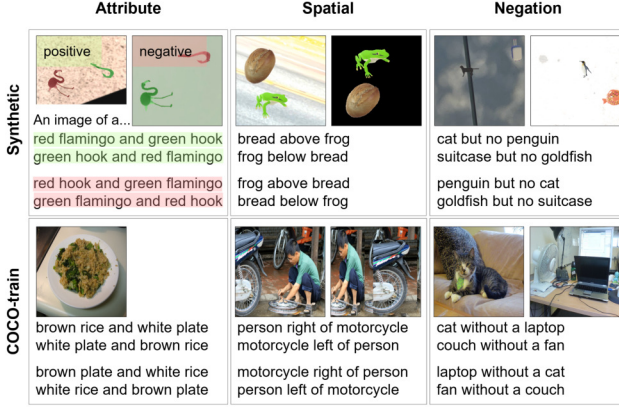 Attribute
Spatial
Negation
Synthetic
positive
negative
An image of a...
red flamingo and green hook
green hook and red flamingo
red hook and green flamingo
green flamingo and red hook
bread above frog
frog below bread
frog above bread
bread below frog
cat but no penguin
suitcase but no goldfish
penguin but no cat
goldfish but no suitcase
COCO-train
brown rice and white plate
white plate and brown rice
brown plate and white rice
white rice and brown plate
person right of motorcycle
motorcycle left of person
motorcycle right of person
person left of motorcycle
cat without a laptop
couch without a fan
laptop without a cat
fan without a couch